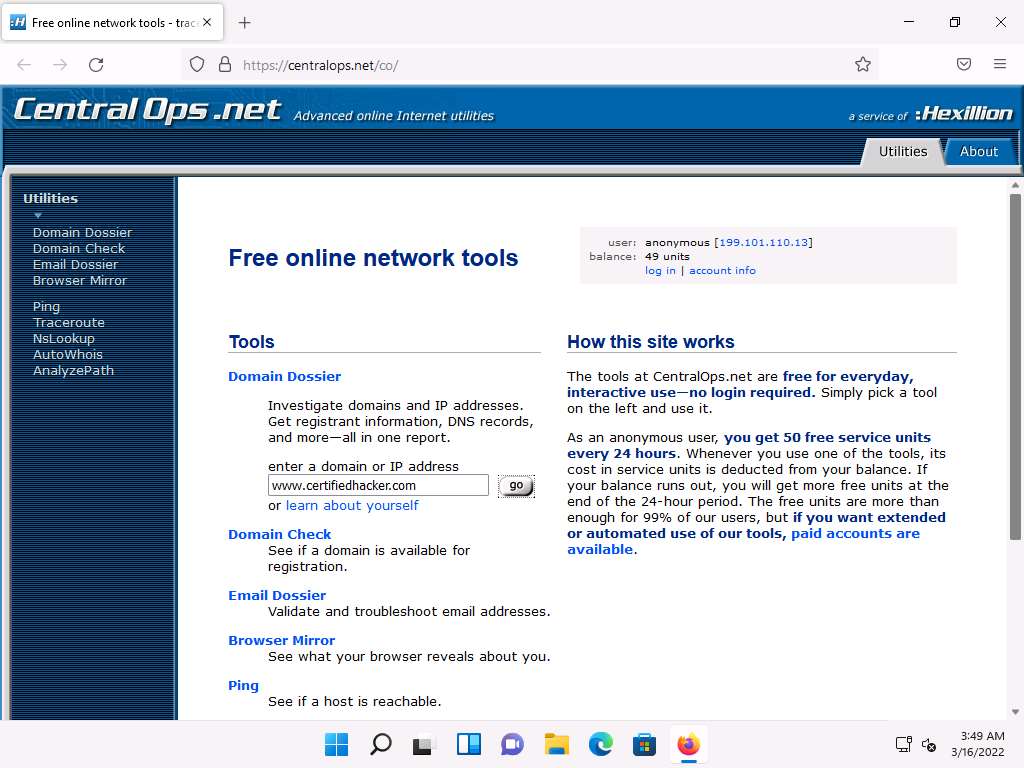 Free online network tools - trace
https://centralops.net/co/
Central Ops .net Advanced online Internet utilities
a service of :Hexillion
Utilities About
Utilities
Domain Dossier
Domain Check
Email Dossier
Browser Mirror
Ping
Traceroute
NsLookup
AutoWhois
AnalyzePath
Free online network tools
user: anonymous [199.101.110.13]
balance: 49 units
log in | account info
Tools
Domain Dossier
Investigate domains and IP addresses.
Get registrant information, DNS records,
and more—all in one report.
enter a domain or IP address
www.certifiedhacker.com go
or learn about yourself
Domain Check
See if a domain is available for
registration.
Email Dossier
Validate and troubleshoot email addresses.
Browser Mirror
See what your browser reveals about you.
Ping
See if a host is reachable.
How this site works
The tools at CentralOps.net are free for everyday,
interactive use—no login required. Simply pick a tool
on the left and use it.
As an anonymous user, you get 50 free service units
every 24 hours. Whenever you use one of the tools, its
cost in service units is deducted from your balance. If
your balance runs out, you will get more free units at the
end of the 24-hour period. The free units are more than
enough for 99% of our users, but if you want extended
or automated use of our tools, paid accounts are
available.
3:49 AM
3/16/2022